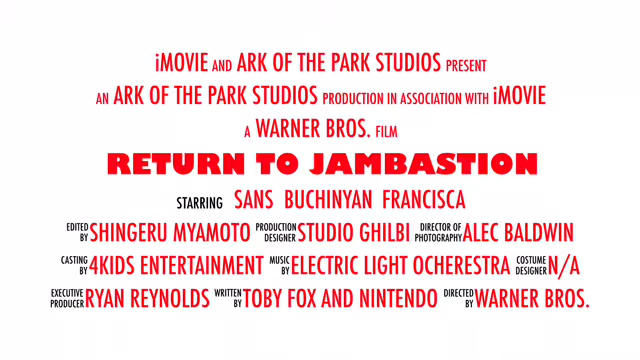 iMOVIE AND ARK OF THE PARK STUDIOS PRESENT
AN ARK OF THE PARK STUDIOS PRODUCTION IN ASSOCIATION WITH iMOVIE
A WARNER BROS. FILM
RETURN TO JAMBASTION
STARRING SANS BUCHINYAN FRANCISCA
EDITED BY SHINGERU MYAMOTO PRODUCTION DESIGNER STUDIO GHILBI DIRECTOR OF PHOTOGRAPHY ALEC BALDWIN
CASTING BY 4KIDS ENTERTAINMENT MUSIC BY ELECTRIC LIGHT OCHERESTRA COSTUME DESIGNER N/A
EXECUTIVE PRODUCER RYAN REYNOLDS WRITTEN BY TOBY FOX AND NINTENDO DIRECTED BY WARNER BROS.